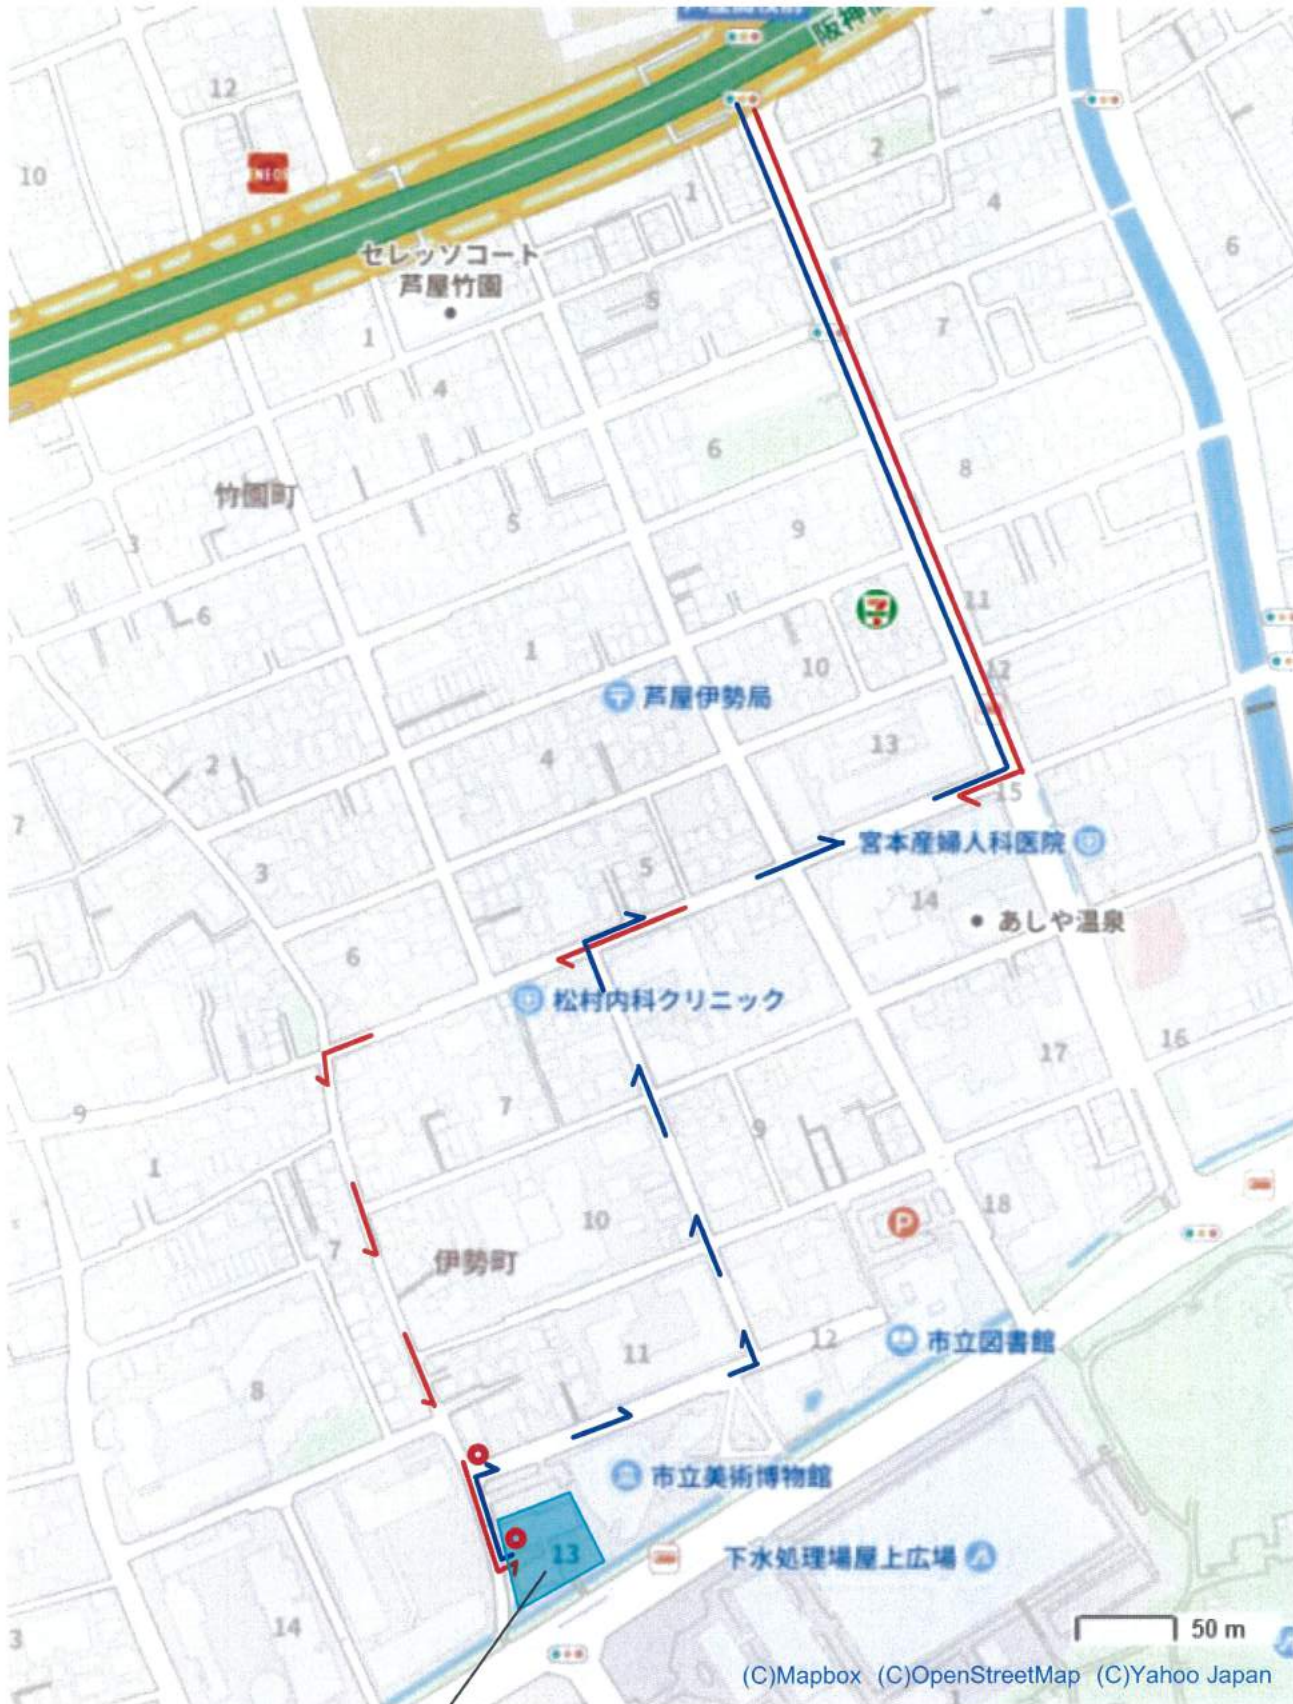 阪神
12
10
2
1
4
6
セレッソコート
芦屋竹園
5
1
7
4
6
8
竹園町
5
9
3
11
6
1
10
12
芦屋伊勢局
13
2
4
15
7
宮本産婦人科医院
3
5
14
あしや温泉
6
松村内科クリニック
16
17
7
9
9
1
18
10
P
7
伊勢町
市立図書館
12
11
8
市立美術博物館
13
下水処理場屋上広場
14
50 m
3
(C)Mapbox (C)OpenStreetMap (C)Yahoo Japan